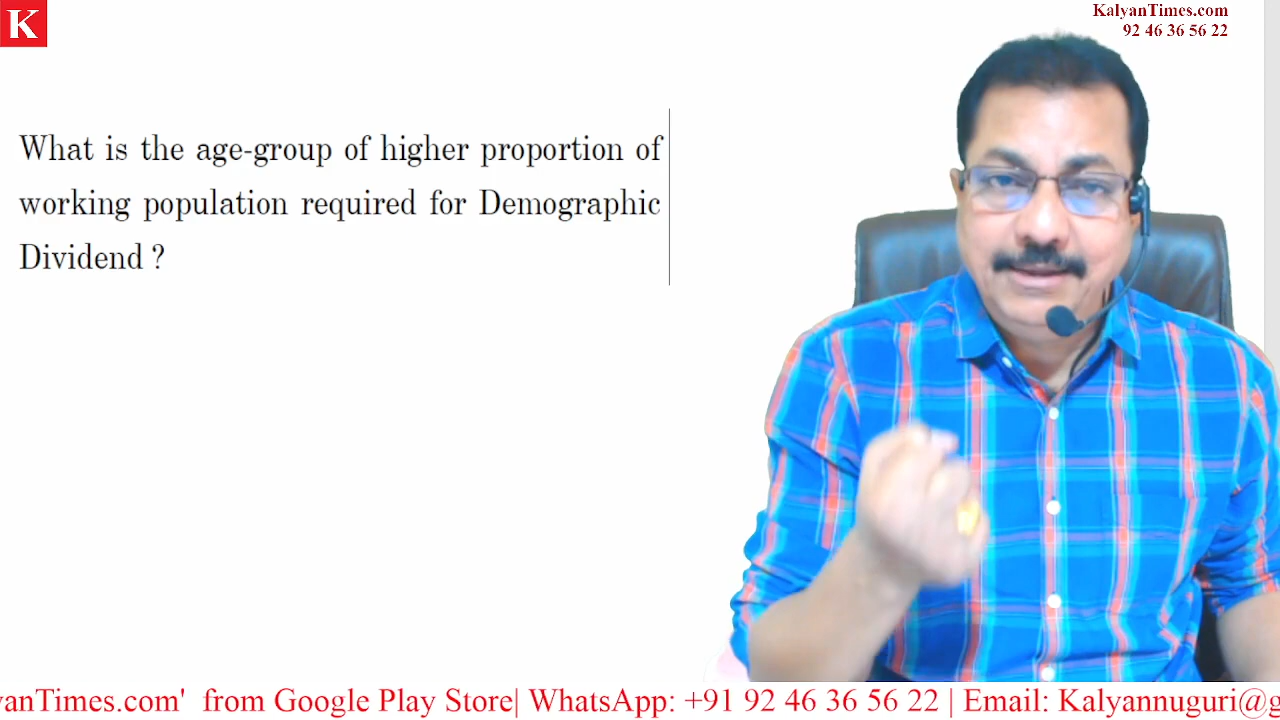 K
KalyanTimes.com
92 46 36 56 22
What is the age-group of higher proportion of
working population required for Demographic
Dividend ?
yanTimes.com' from Google Play Store| WhatsApp: +91 92 46 36 56 22 | Email: Kalyannuguri@g